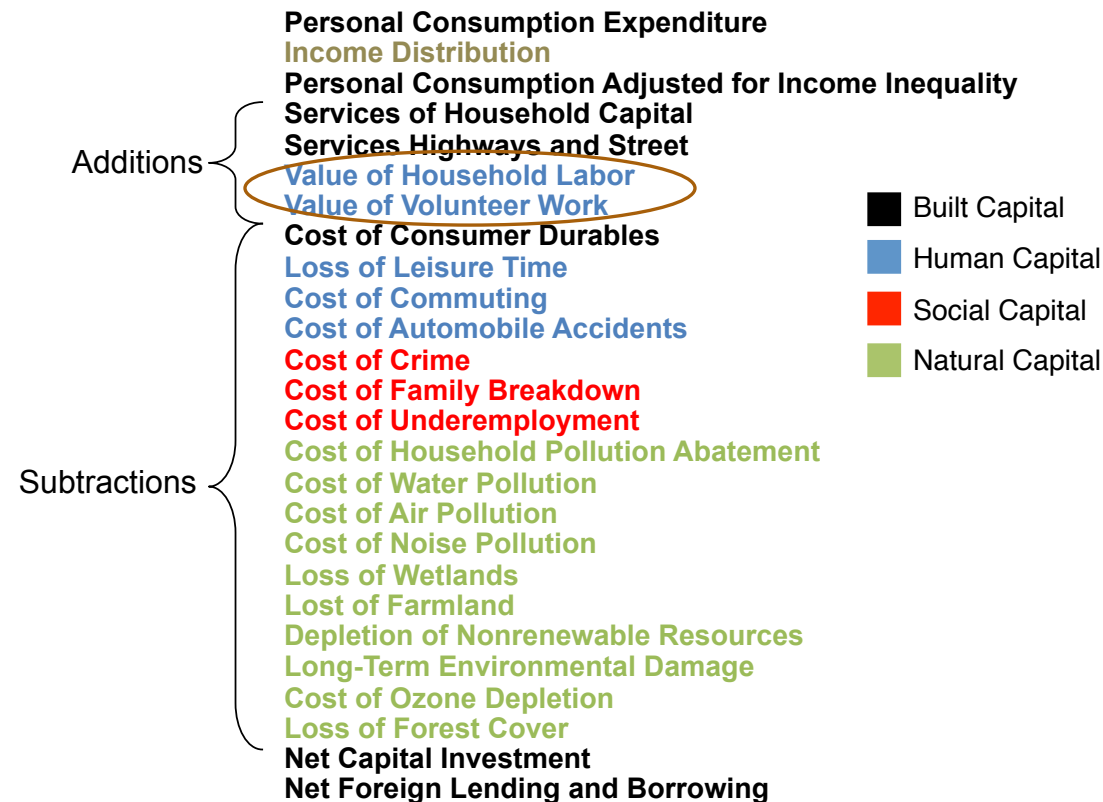 Personal Consumption Expenditure
Income Distribution
Personal Consumption Adjusted for Income Inequality
Additions
Services of Household Capital
Services Highways and Street
Value of Household Labor
Value of Volunteer Work
Subtractions
Cost of Consumer Durables
Loss of Leisure Time
Cost of Commuting
Cost of Automobile Accidents
Cost of Crime
Cost of Family Breakdown
Cost of Underemployment
Cost of Household Pollution Abatement
Cost of Water Pollution
Cost of Air Pollution
Cost of Noise Pollution
Loss of Wetlands
Lost of Farmland
Depletion of Nonrenewable Resources
Long-Term Environmental Damage
Cost of Ozone Depletion
Loss of Forest Cover
Net Capital Investment
Net Foreign Lending and Borrowing
Built Capital
Human Capital
Social Capital
Natural Capital